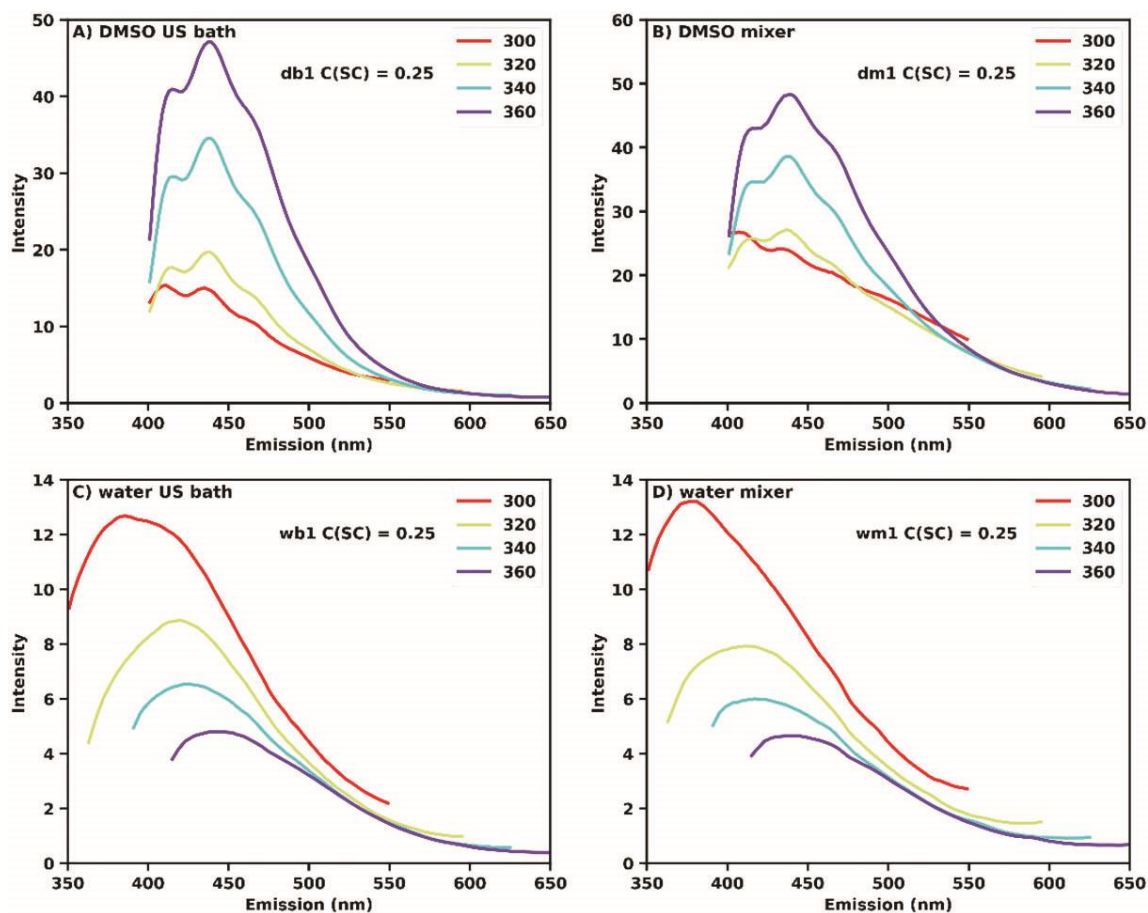 A) DMSO US bath
db1 C(SC) = 0.25
300
320
340
360
50
40
30
20
10
0
Intensity
350 400 450 500 550 600 650
Emission (nm)
B) DMSO mixer
dm1 C(SC) = 0.25
300
320
340
360
60
50
40
30
20
10
0
Intensity
350 400 450 500 550 600 650
Emission (nm)
C) water US bath
wb1 C(SC) = 0.25
300
320
340
360
14
12
10
8
6
4
2
0
Intensity
350 400 450 500 550 600 650
Emission (nm)
D) water mixer
wm1 C(SC) = 0.25
300
320
340
360
14
12
10
8
6
4
2
0
Intensity
350 400 450 500 550 600 650
Emission (nm)